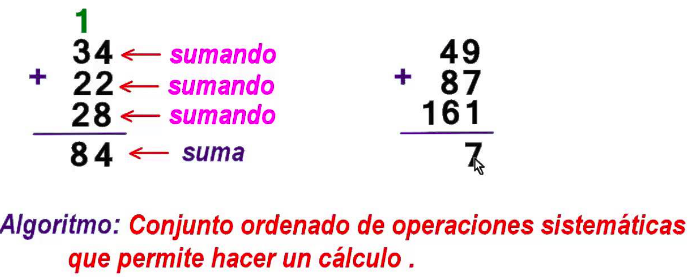 1
34 ← sumando
+ 22 ← sumando
28 ← sumando
84 ← suma
49
+ 87
161
7
Algoritmo: Conjunto ordenado de operaciones sistemáticas
que permite hacer un cálculo .